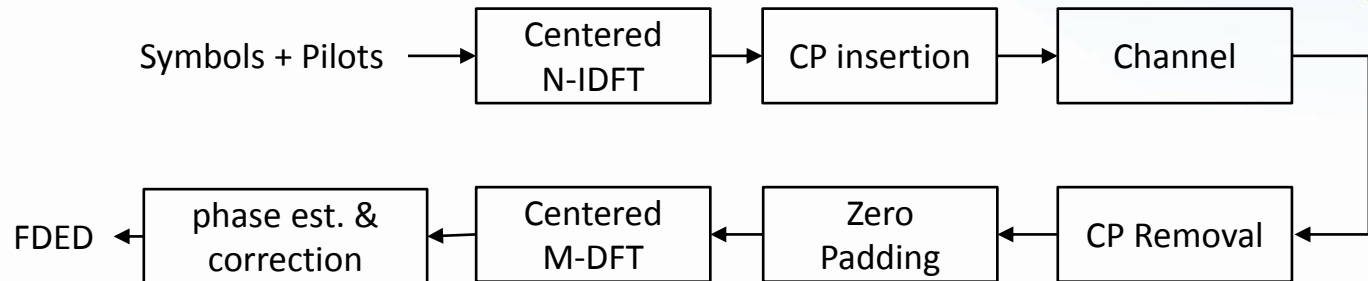 Symbols + Pilots
Centered
N-IDFT
CP insertion
Channel
FDED
phase est. &
correction
Centered
M-DFT
Zero
Padding
CP Removal